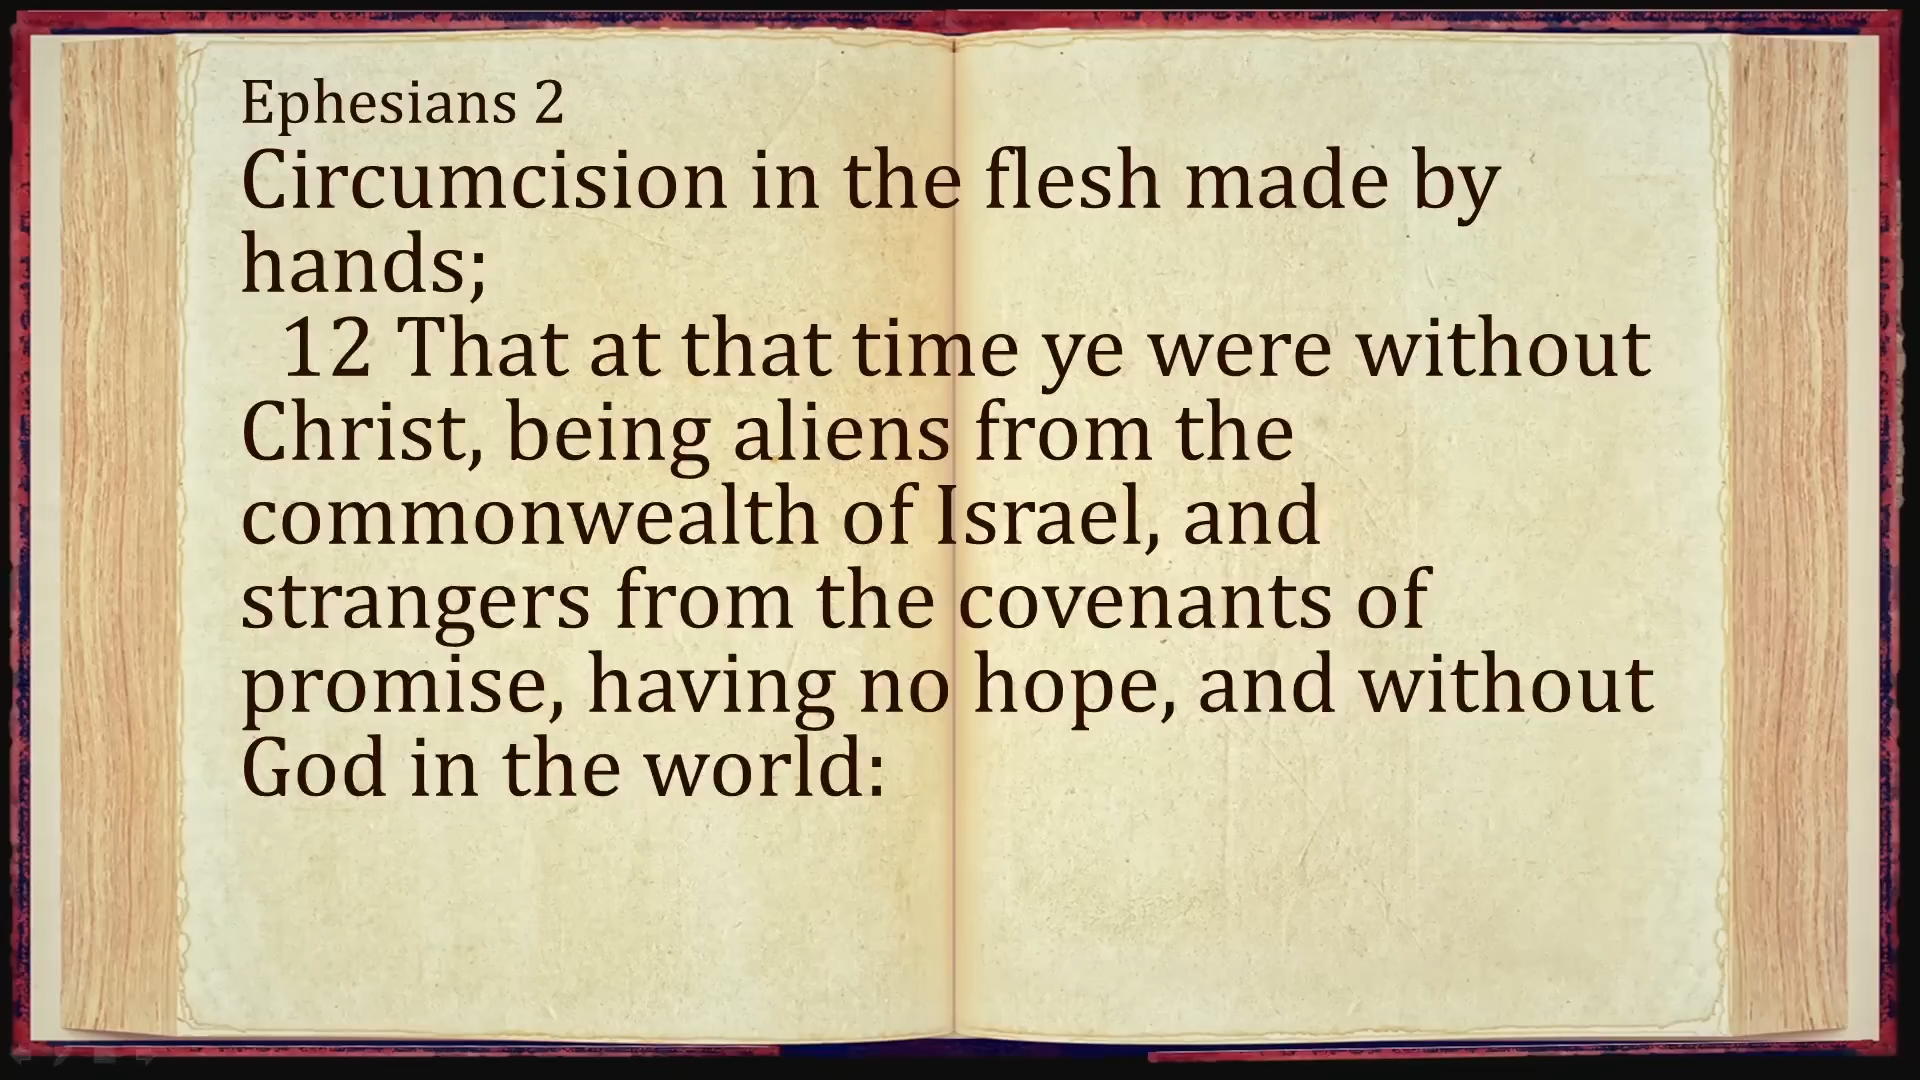 Ephesians 2
Circumcision in the flesh made by
hands;
12 That at that time ye were without
Christ, being aliens from the
commonwealth of Israel, and
strangers from the covenants of
promise, having no hope, and without
God in the world: